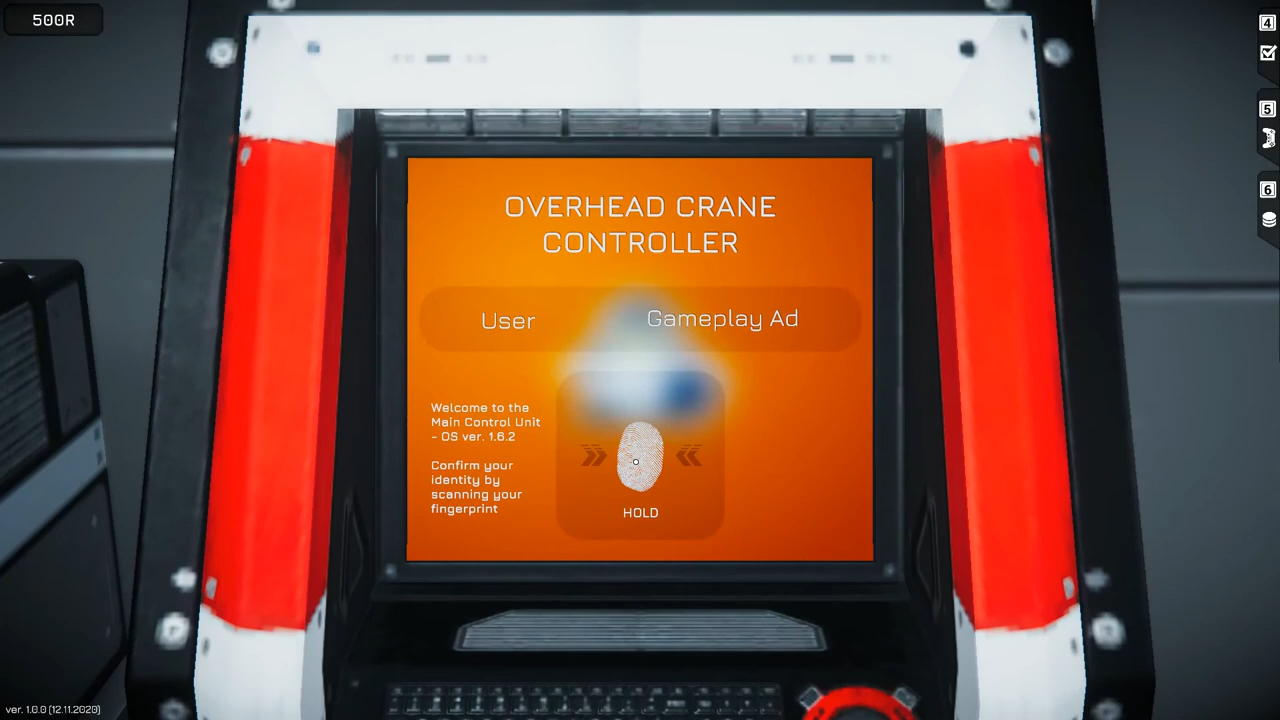 500R
4
5
6
OVERHEAD CRANE
CONTROLLER
User
Gameplay Ad
Welcome to the
Main Control Unit
- OS ver. 1.6.2
Confirm your
identity by
scanning your
fingerprint
HOLD
ver. 1.0.0 (12.11.2020)